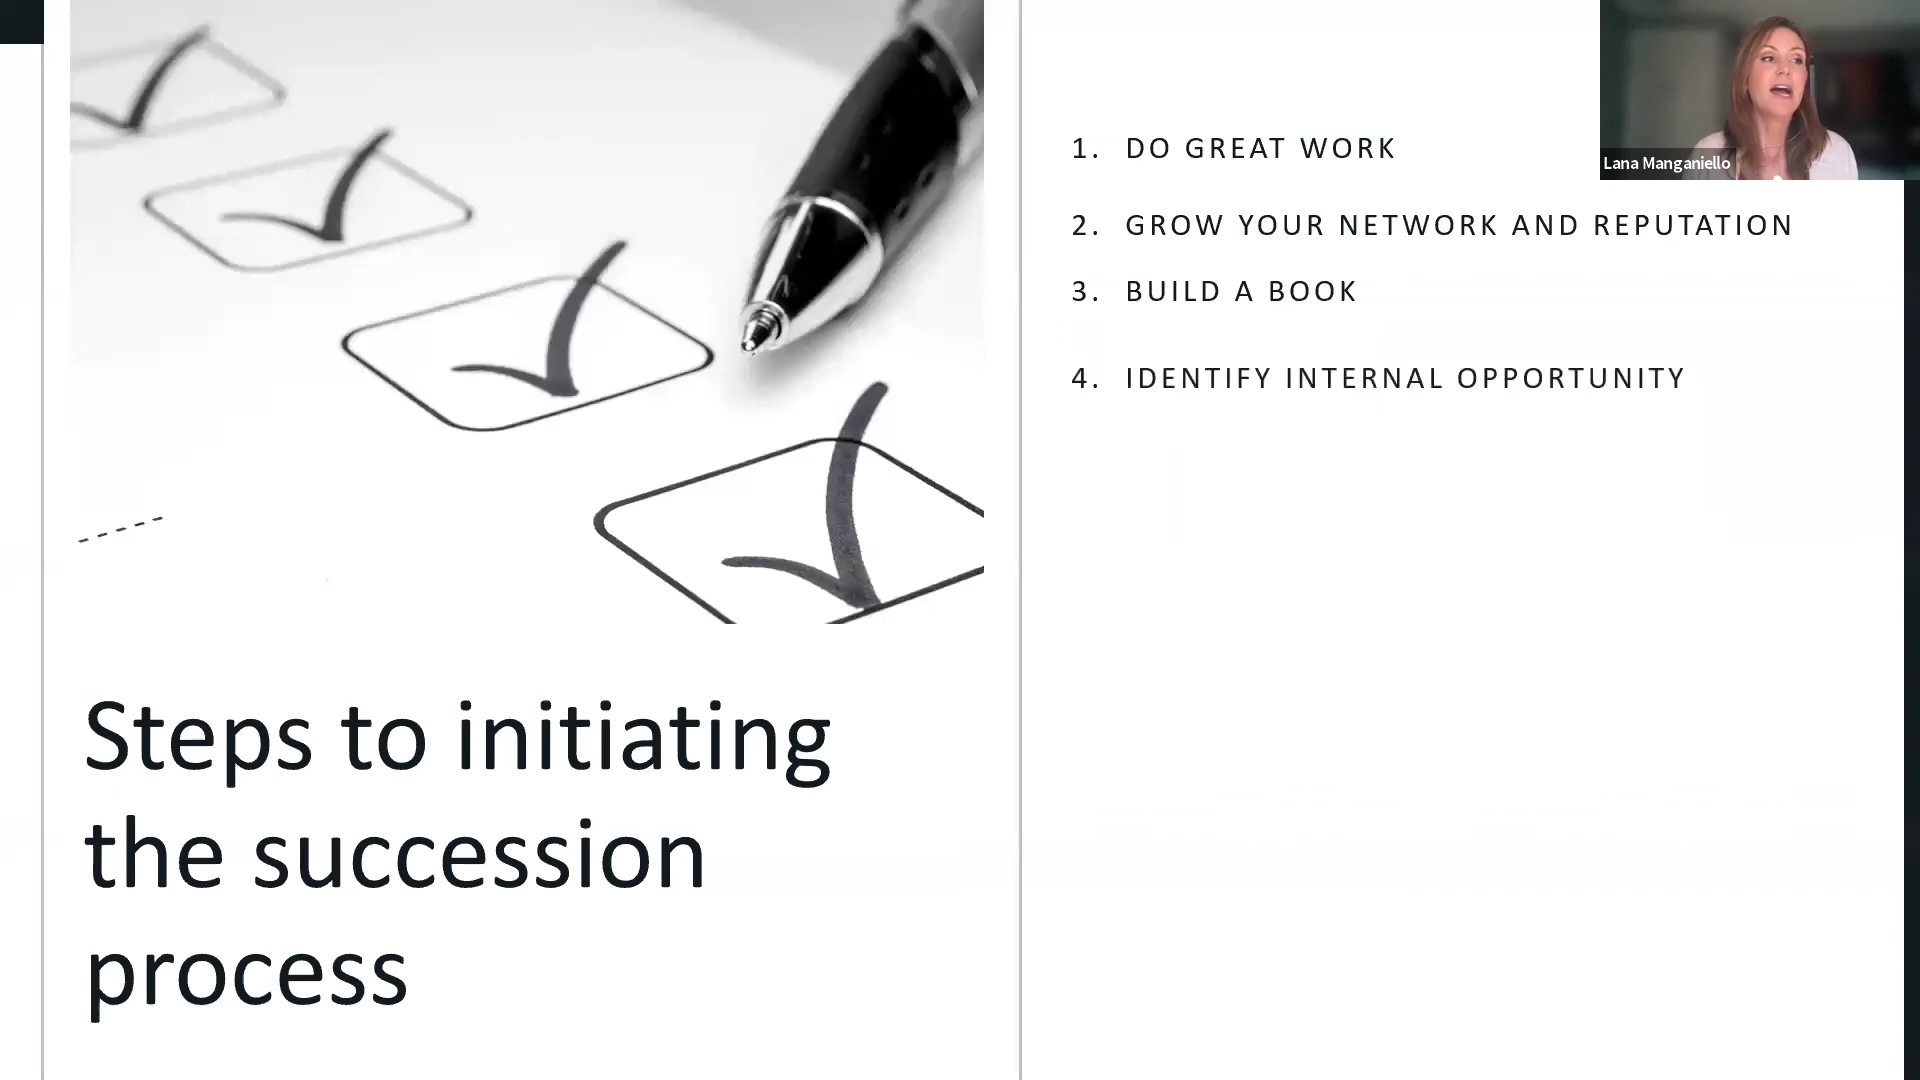 1. DO GREAT WORK
Lana Manganiello
2. GROW YOUR NETWORK AND REPUTATION
3. BUILD A BOOK
4. IDENTIFY INTERNAL OPPORTUNITY
Steps to initiating
the succession
process